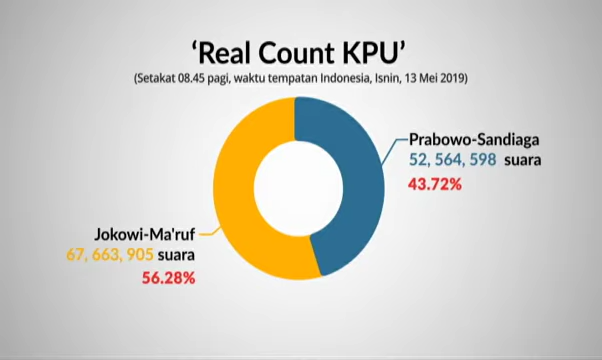 ‘Real Count KPU’
(Setakat 08.45 pagi, waktu tempatan Indonesia, Isnin, 13 Mei 2019)
Prabowo-Sandiaga
52, 564, 598 suara
43.72%
Jokowi-Ma'ruf
67, 663, 905 suara
56.28%